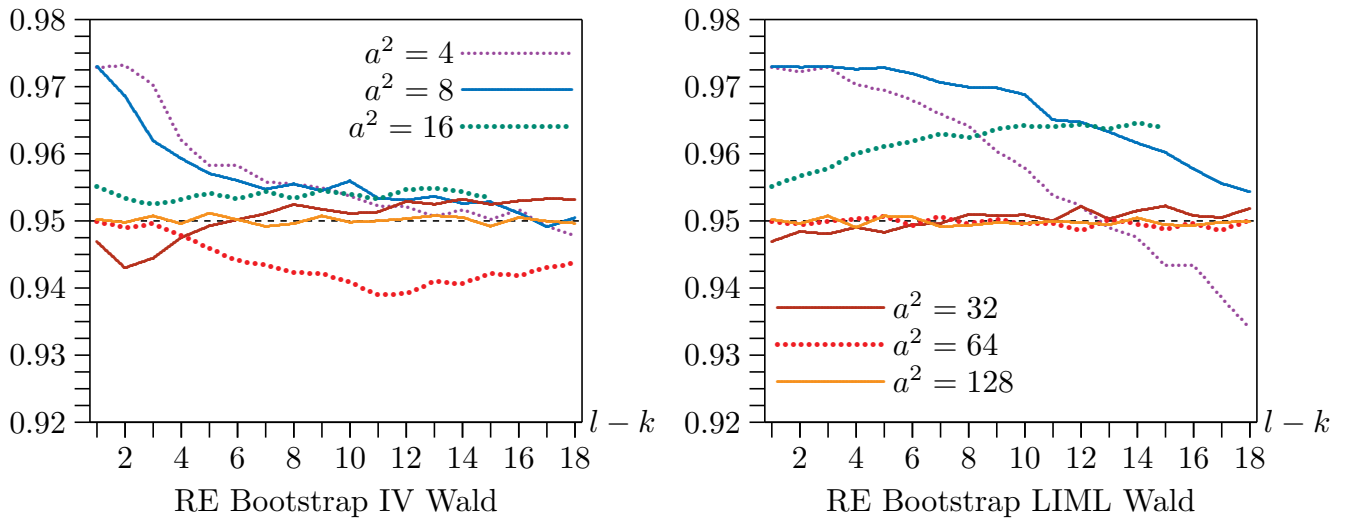 0.98
0.97
0.96
0.95
0.94
0.93
0.92
a² = 4
a² = 8
a² = 16
l − k
2 4 6 8 10 12 14 16 18
RE Bootstrap IV Wald
0.98
0.97
0.96
0.95
0.94
0.93
0.92
a² = 32
a² = 64
a² = 128
l − k
2 4 6 8 10 12 14 16 18
RE Bootstrap LIML Wald